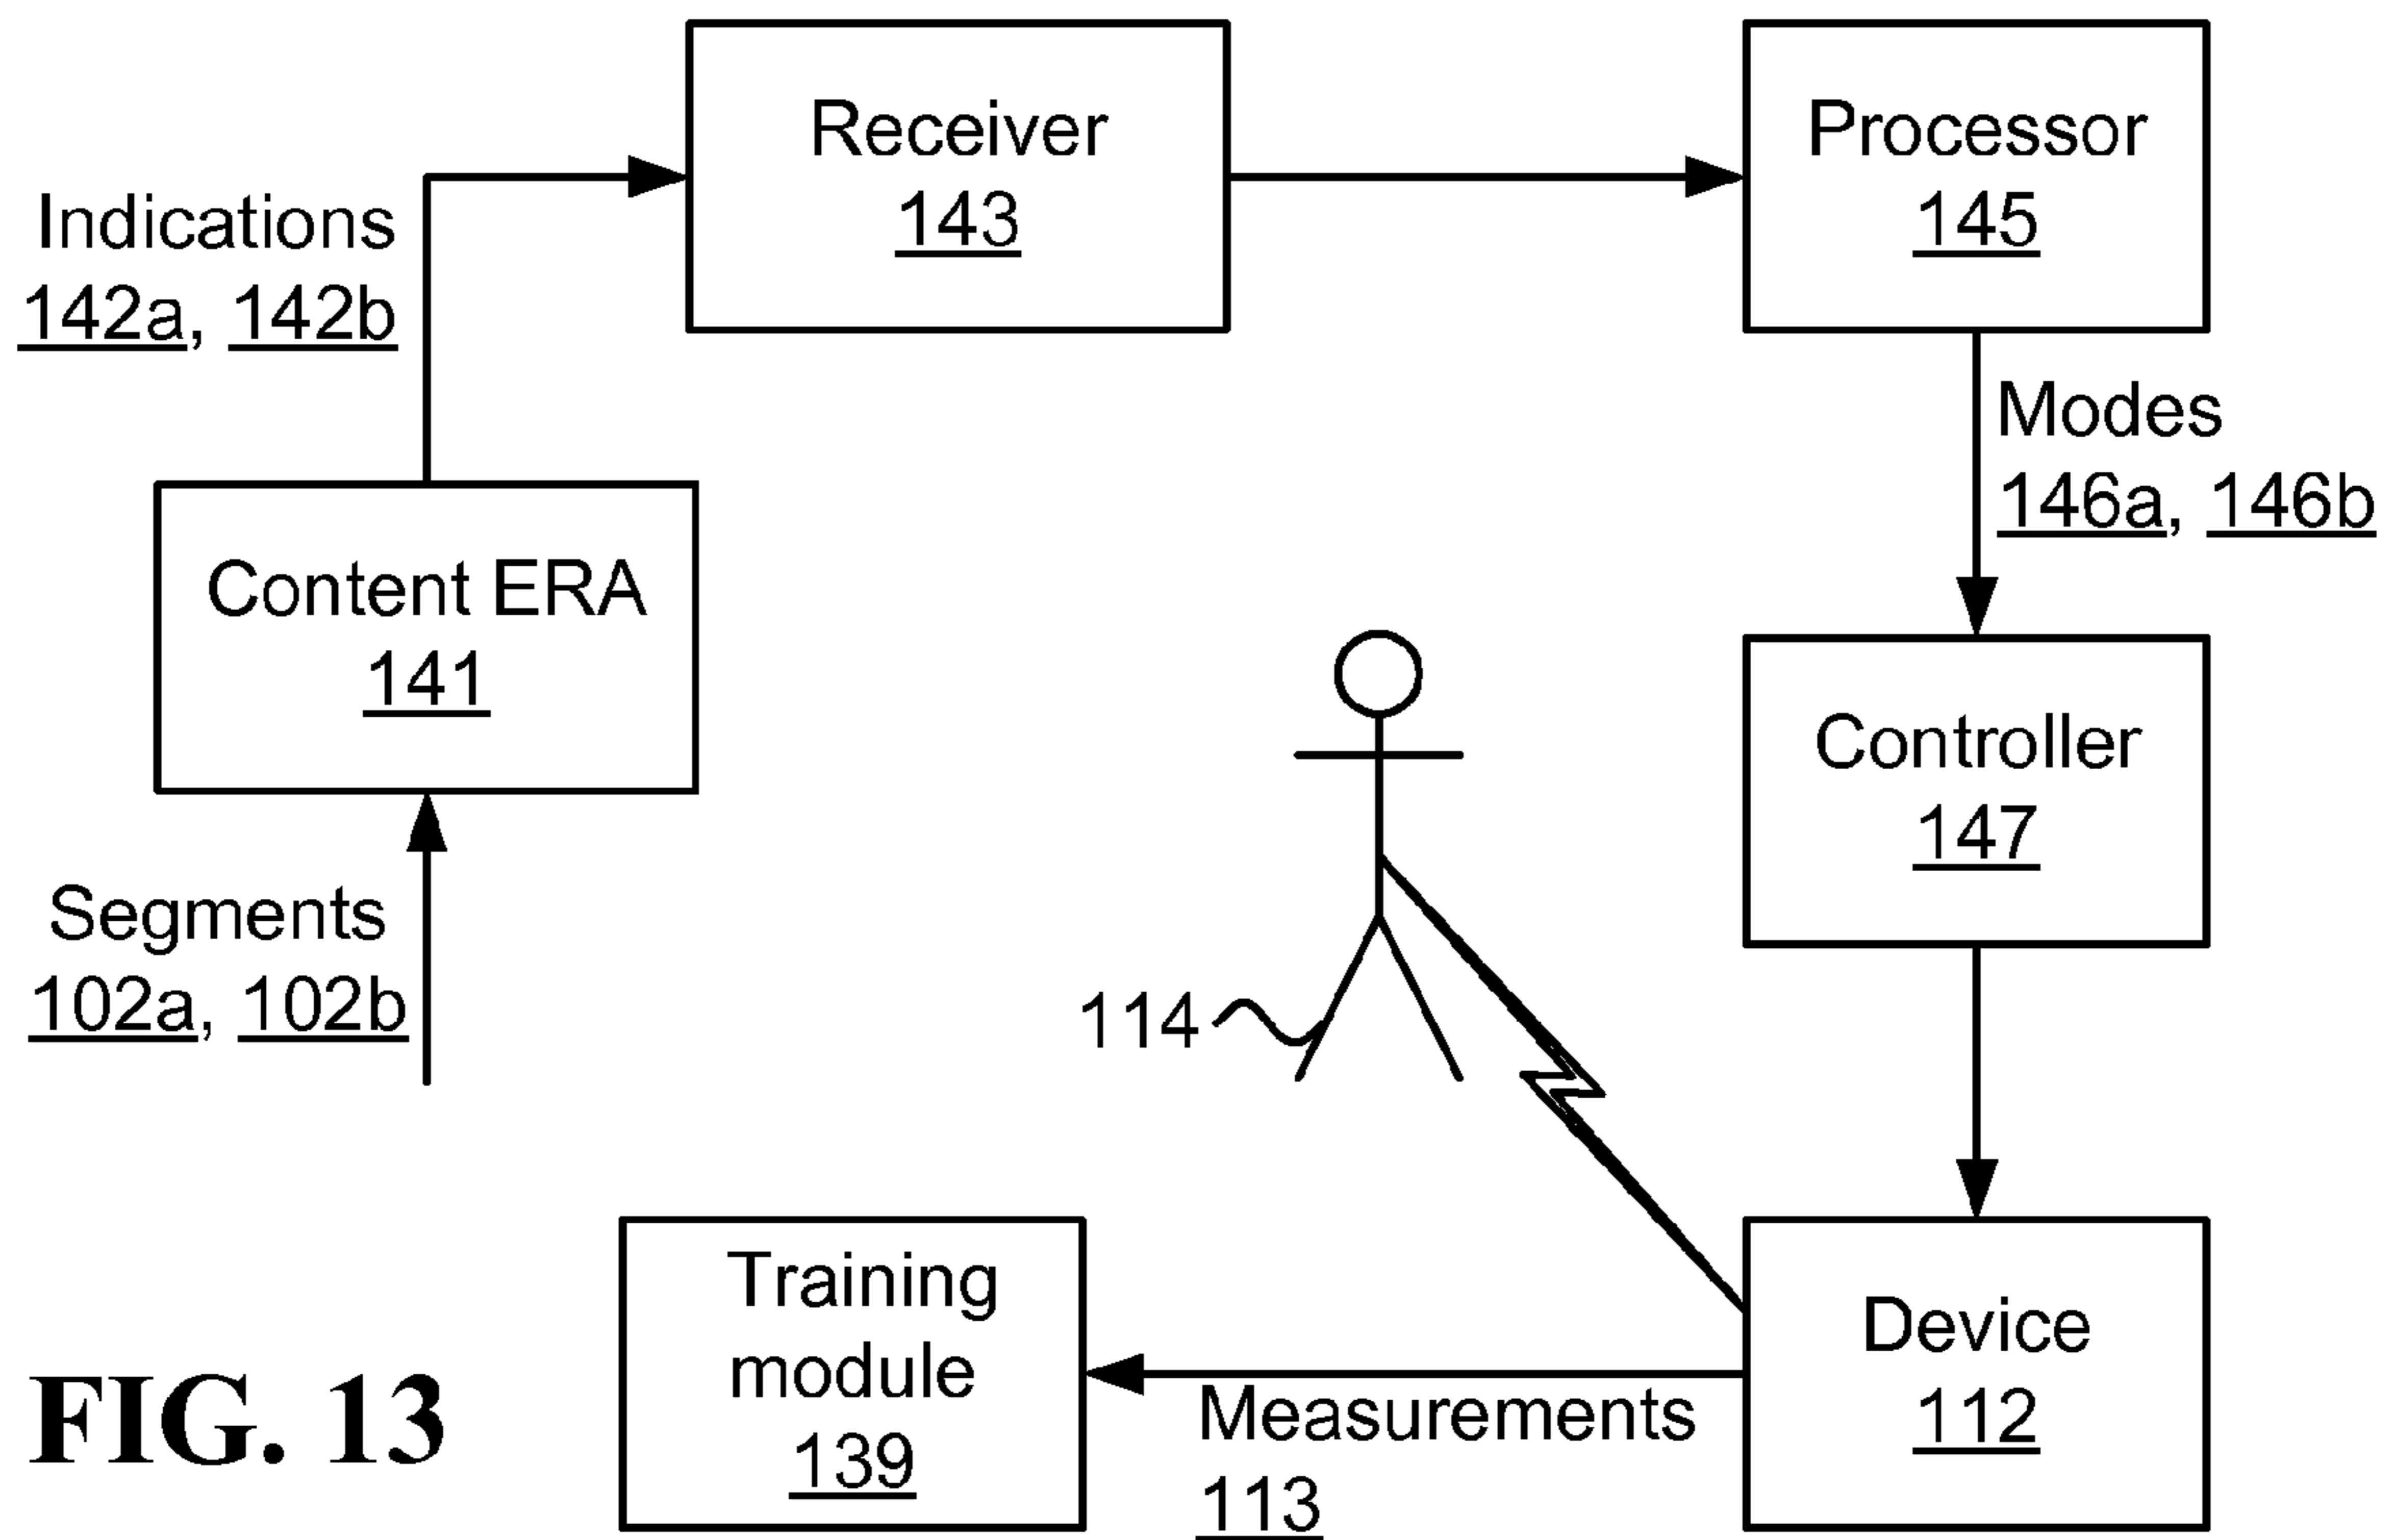 Receiver
143
Processor
145
Indications
142a, 142b
Modes
146a, 146b
Content ERA
141
Controller
147
Segments
102a, 102b
114
Training
module
139
Measurements
113
Device
112
FIG. 13